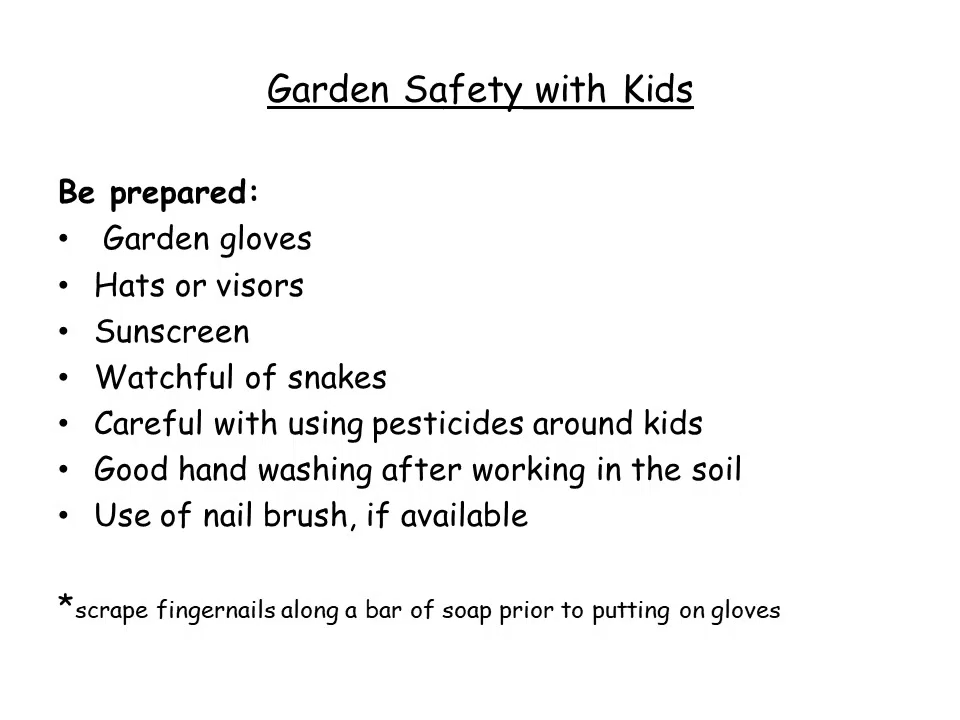 Garden Safety with Kids
Be prepared:
• Garden gloves
• Hats or visors
• Sunscreen
• Watchful of snakes
• Careful with using pesticides around kids
• Good hand washing after working in the soil
• Use of nail brush, if available
*scrape fingernails along a bar of soap prior to putting on gloves